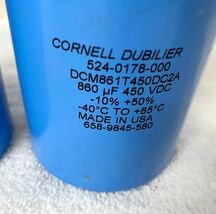 CORNELL DUBILIER
524-0178-000
DCM861T450DC2A
860 µF 450 VDC
-10% +50%
-40°C TO +85°C
MADE IN USA
658-9845-580